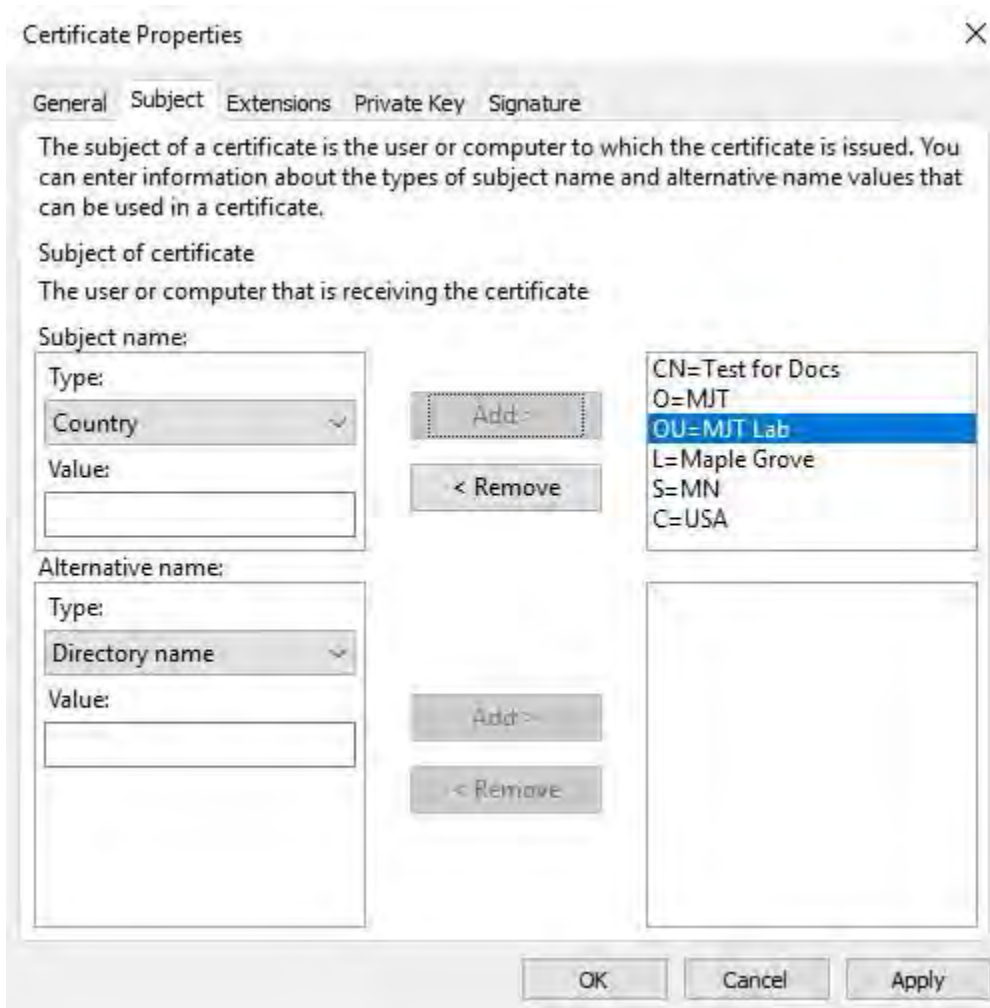 Certificate Properties
General Subject Extensions Private Key Signature
The subject of a certificate is the user or computer to which the certificate is issued. You
can enter information about the types of subject name and alternative name values that
can be used in a certificate.
Subject of certificate
The user or computer that is receiving the certificate
Subject name:
Type:
Country
Value:
Add >
< Remove
CN=Test for Docs
O=MJT
OU=MJT Lab
L=Maple Grove
S=MN
C=USA
Alternative name:
Type:
Directory name
Value:
Add >
< Remove
OK Cancel Apply